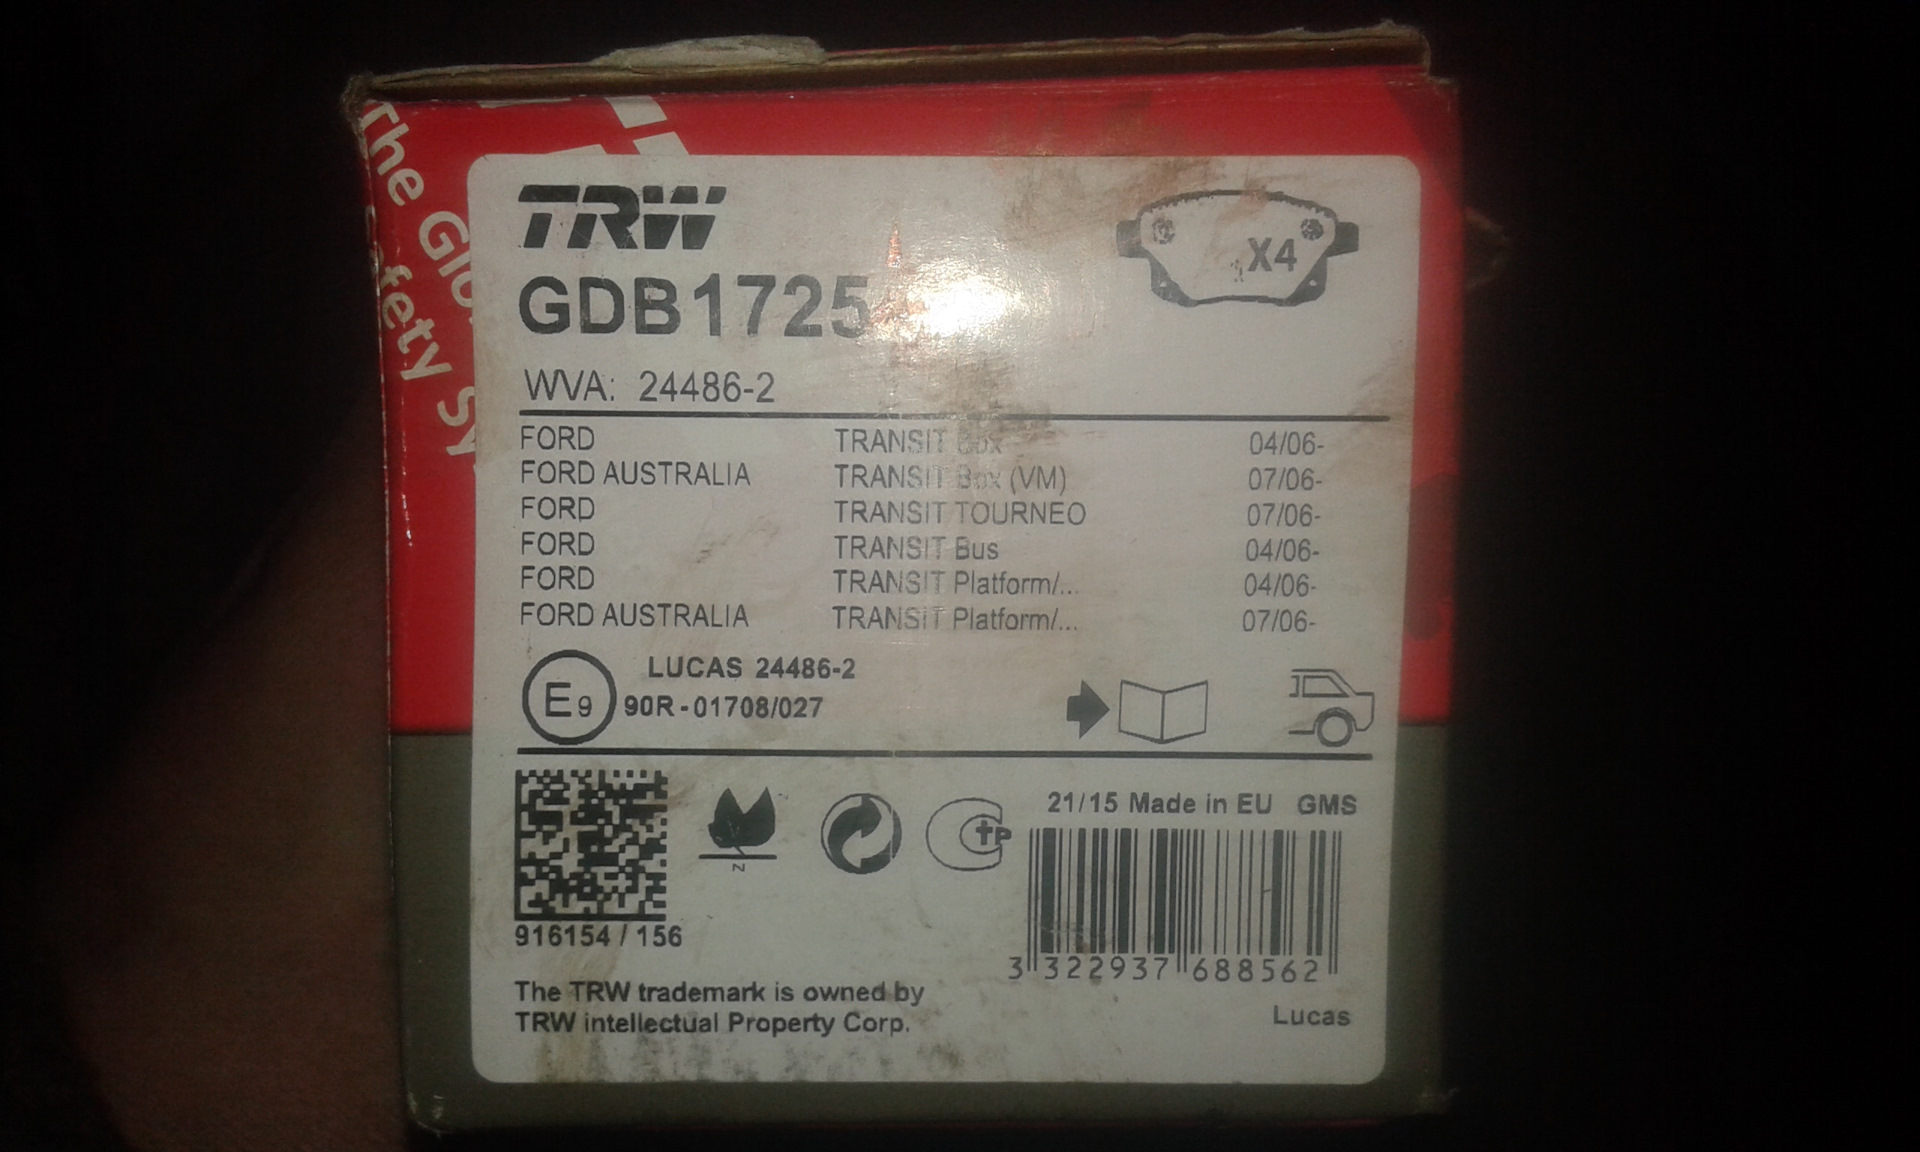 The Glo
fety Sy
TRW
X4
GDB1725
WVA: 24486-2
FORD TRANSIT Box 04/06-
FORD AUSTRALIA TRANSIT Box (VM) 07/06-
FORD TRANSIT TOURNEO 07/06-
FORD TRANSIT Bus 04/06-
FORD TRANSIT Platform/... 04/06-
FORD AUSTRALIA TRANSIT Platform/... 07/06-
LUCAS 24486-2
E9 90R-01708/027
21/15 Made in EU GMS
N
916154 / 156
3 322937 688562
The TRW trademark is owned by
TRW intellectual Property Corp.
Lucas